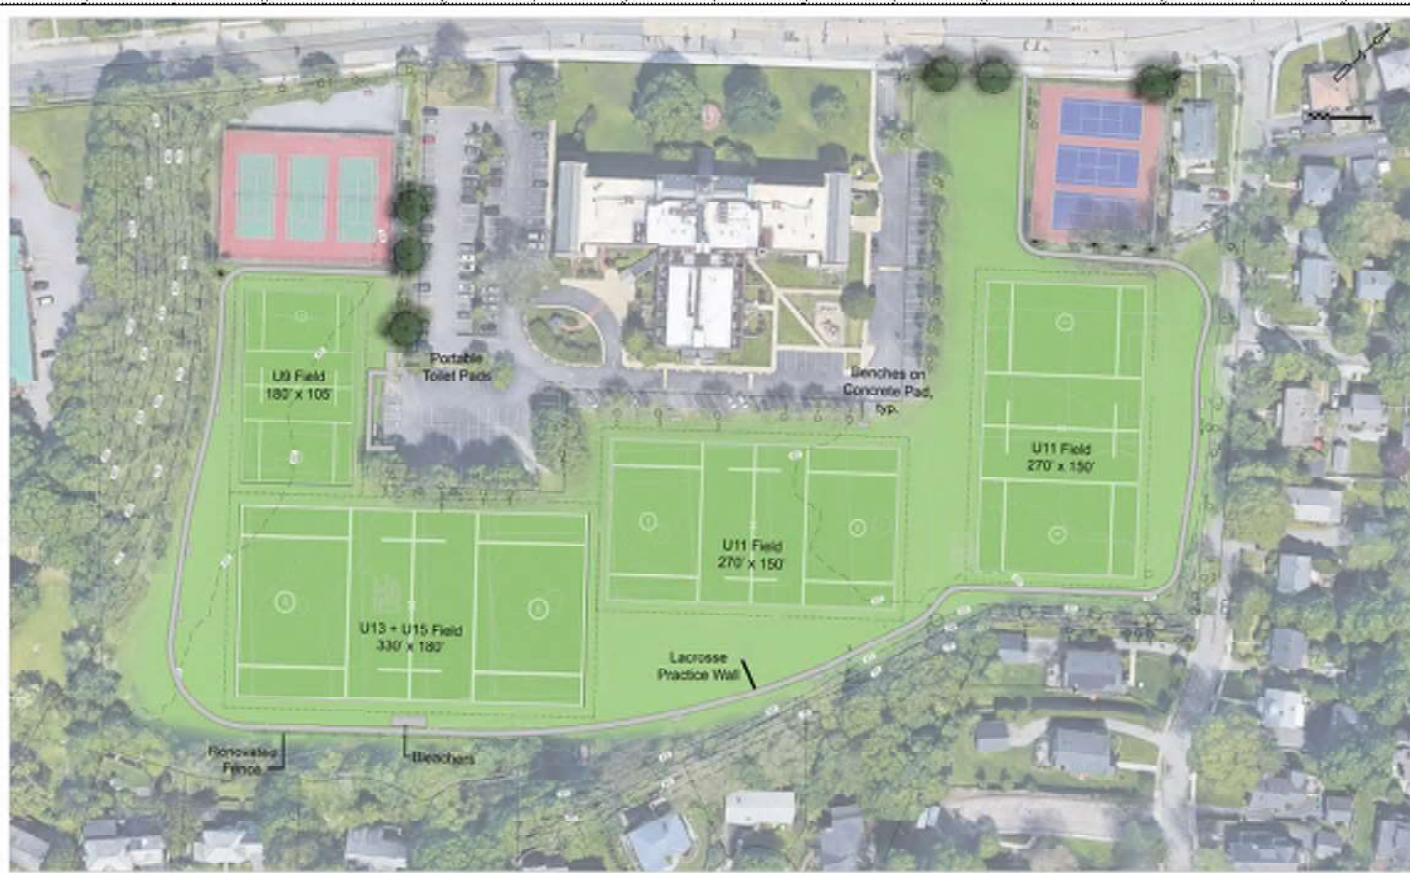 Portable
Toilet Pads
U9 Field
180' x 105'
Benches on
Concrete Pad,
typ.
U11 Field
270' x 150'
U11 Field
270' x 150'
U13 + U15 Field
330' x 180'
Lacrosse
Practice Wall
Renovated
Fence
Bleachers